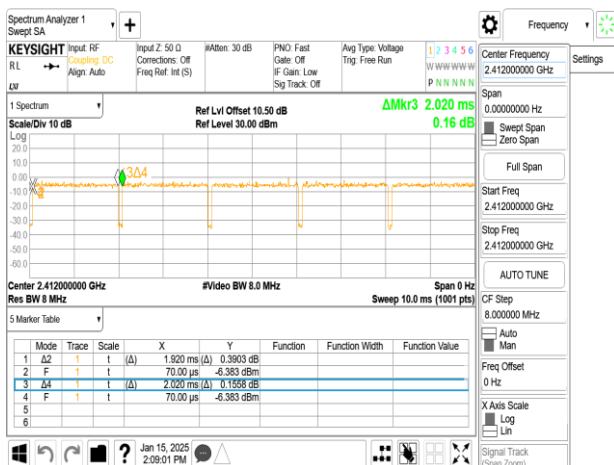 Spectrum Analyzer 1
Swept SA
+
Frequency
KEYSIGHT
RL
LXI
Input: RF
Coupling: DC
Align: Auto
Input Z: 50 Ω
Corrections: Off
Freq Ref: Int (S)
#Atten: 30 dB
PNO: Fast
Gate: Off
IF Gain: Low
Sig Track: Off
Avg Type: Voltage
Trig: Free Run
1 2 3 4 5 6
W W W W W W
P N N N N N
Center Frequency
2.412000000 GHz
Settings
Span
0.00000000 Hz
Swept Span
Zero Span
Full Span
Start Freq
2.412000000 GHz
Stop Freq
2.412000000 GHz
AUTO TUNE
CF Step
8.000000 MHz
Auto
Man
Freq Offset
0 Hz
X Axis Scale
Log
Lin
Signal Track
(Span Zoom)
1 Spectrum
Scale/Div 10 dB
Ref Lvl Offset 10.50 dB
Ref Level 30.00 dBm
ΔMkr3 2.020 ms
0.16 dB
Log
20.0
10.0
0.00
-10.0
-20.0
-30.0
-40.0
-50.0
-60.0
3Δ4
Center 2.412000000 GHz
Res BW 8 MHz
#Video BW 8.0 MHz
Span 0 Hz
Sweep 10.0 ms (1001 pts)
5 Marker Table
Mode Trace Scale X Y Function Function Width Function Value
1 Δ2 1 t (Δ) 1.920 ms (Δ) 0.3903 dB
2 F 1 t 70.00 µs -6.383 dBm
3 Δ4 1 t (Δ) 2.020 ms (Δ) 0.1558 dB
4 F 1 t 70.00 µs -6.383 dBm
5
6
?
Jan 15, 2025
2:09:01 PM